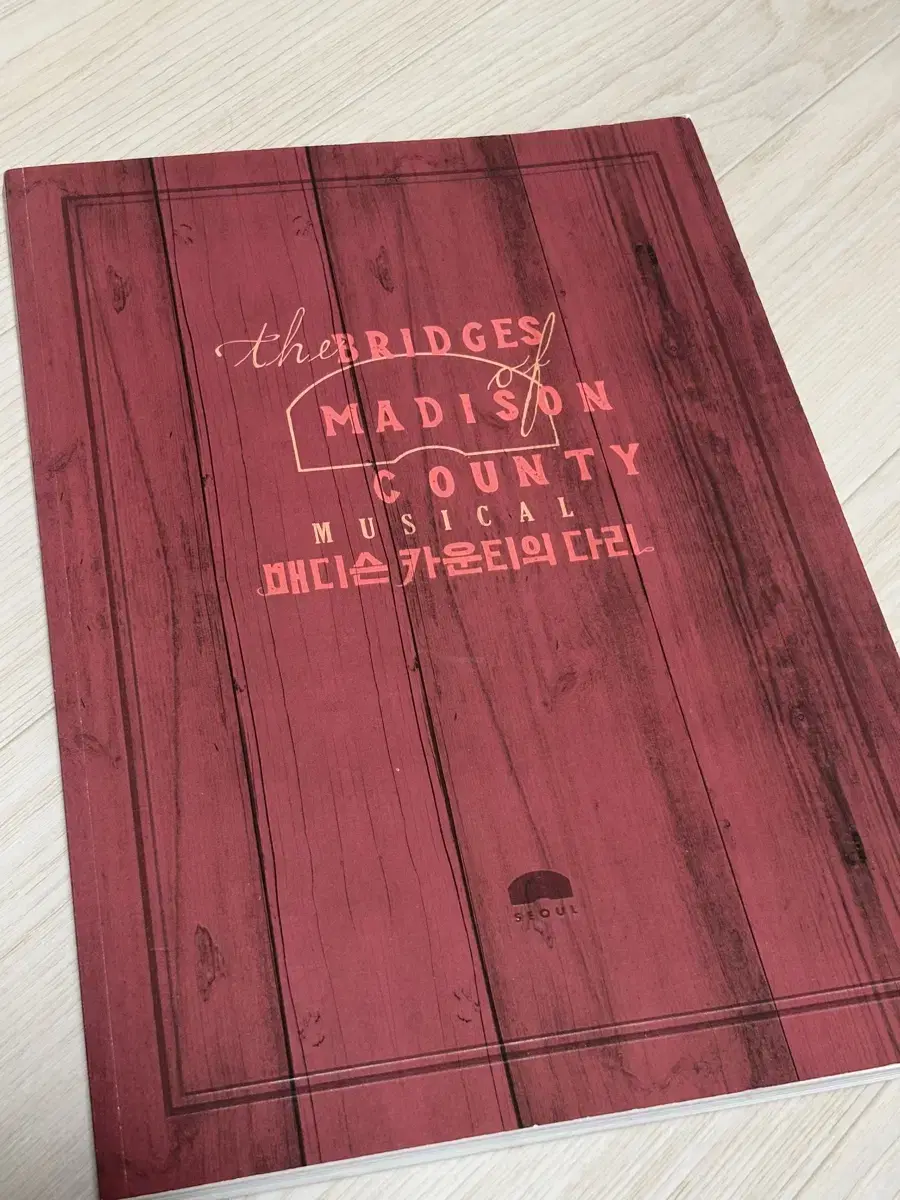 the BRIDGES
of
MADISON
COUNTY
MUSICAL
매디슨 카운티의 다리
SEOUL